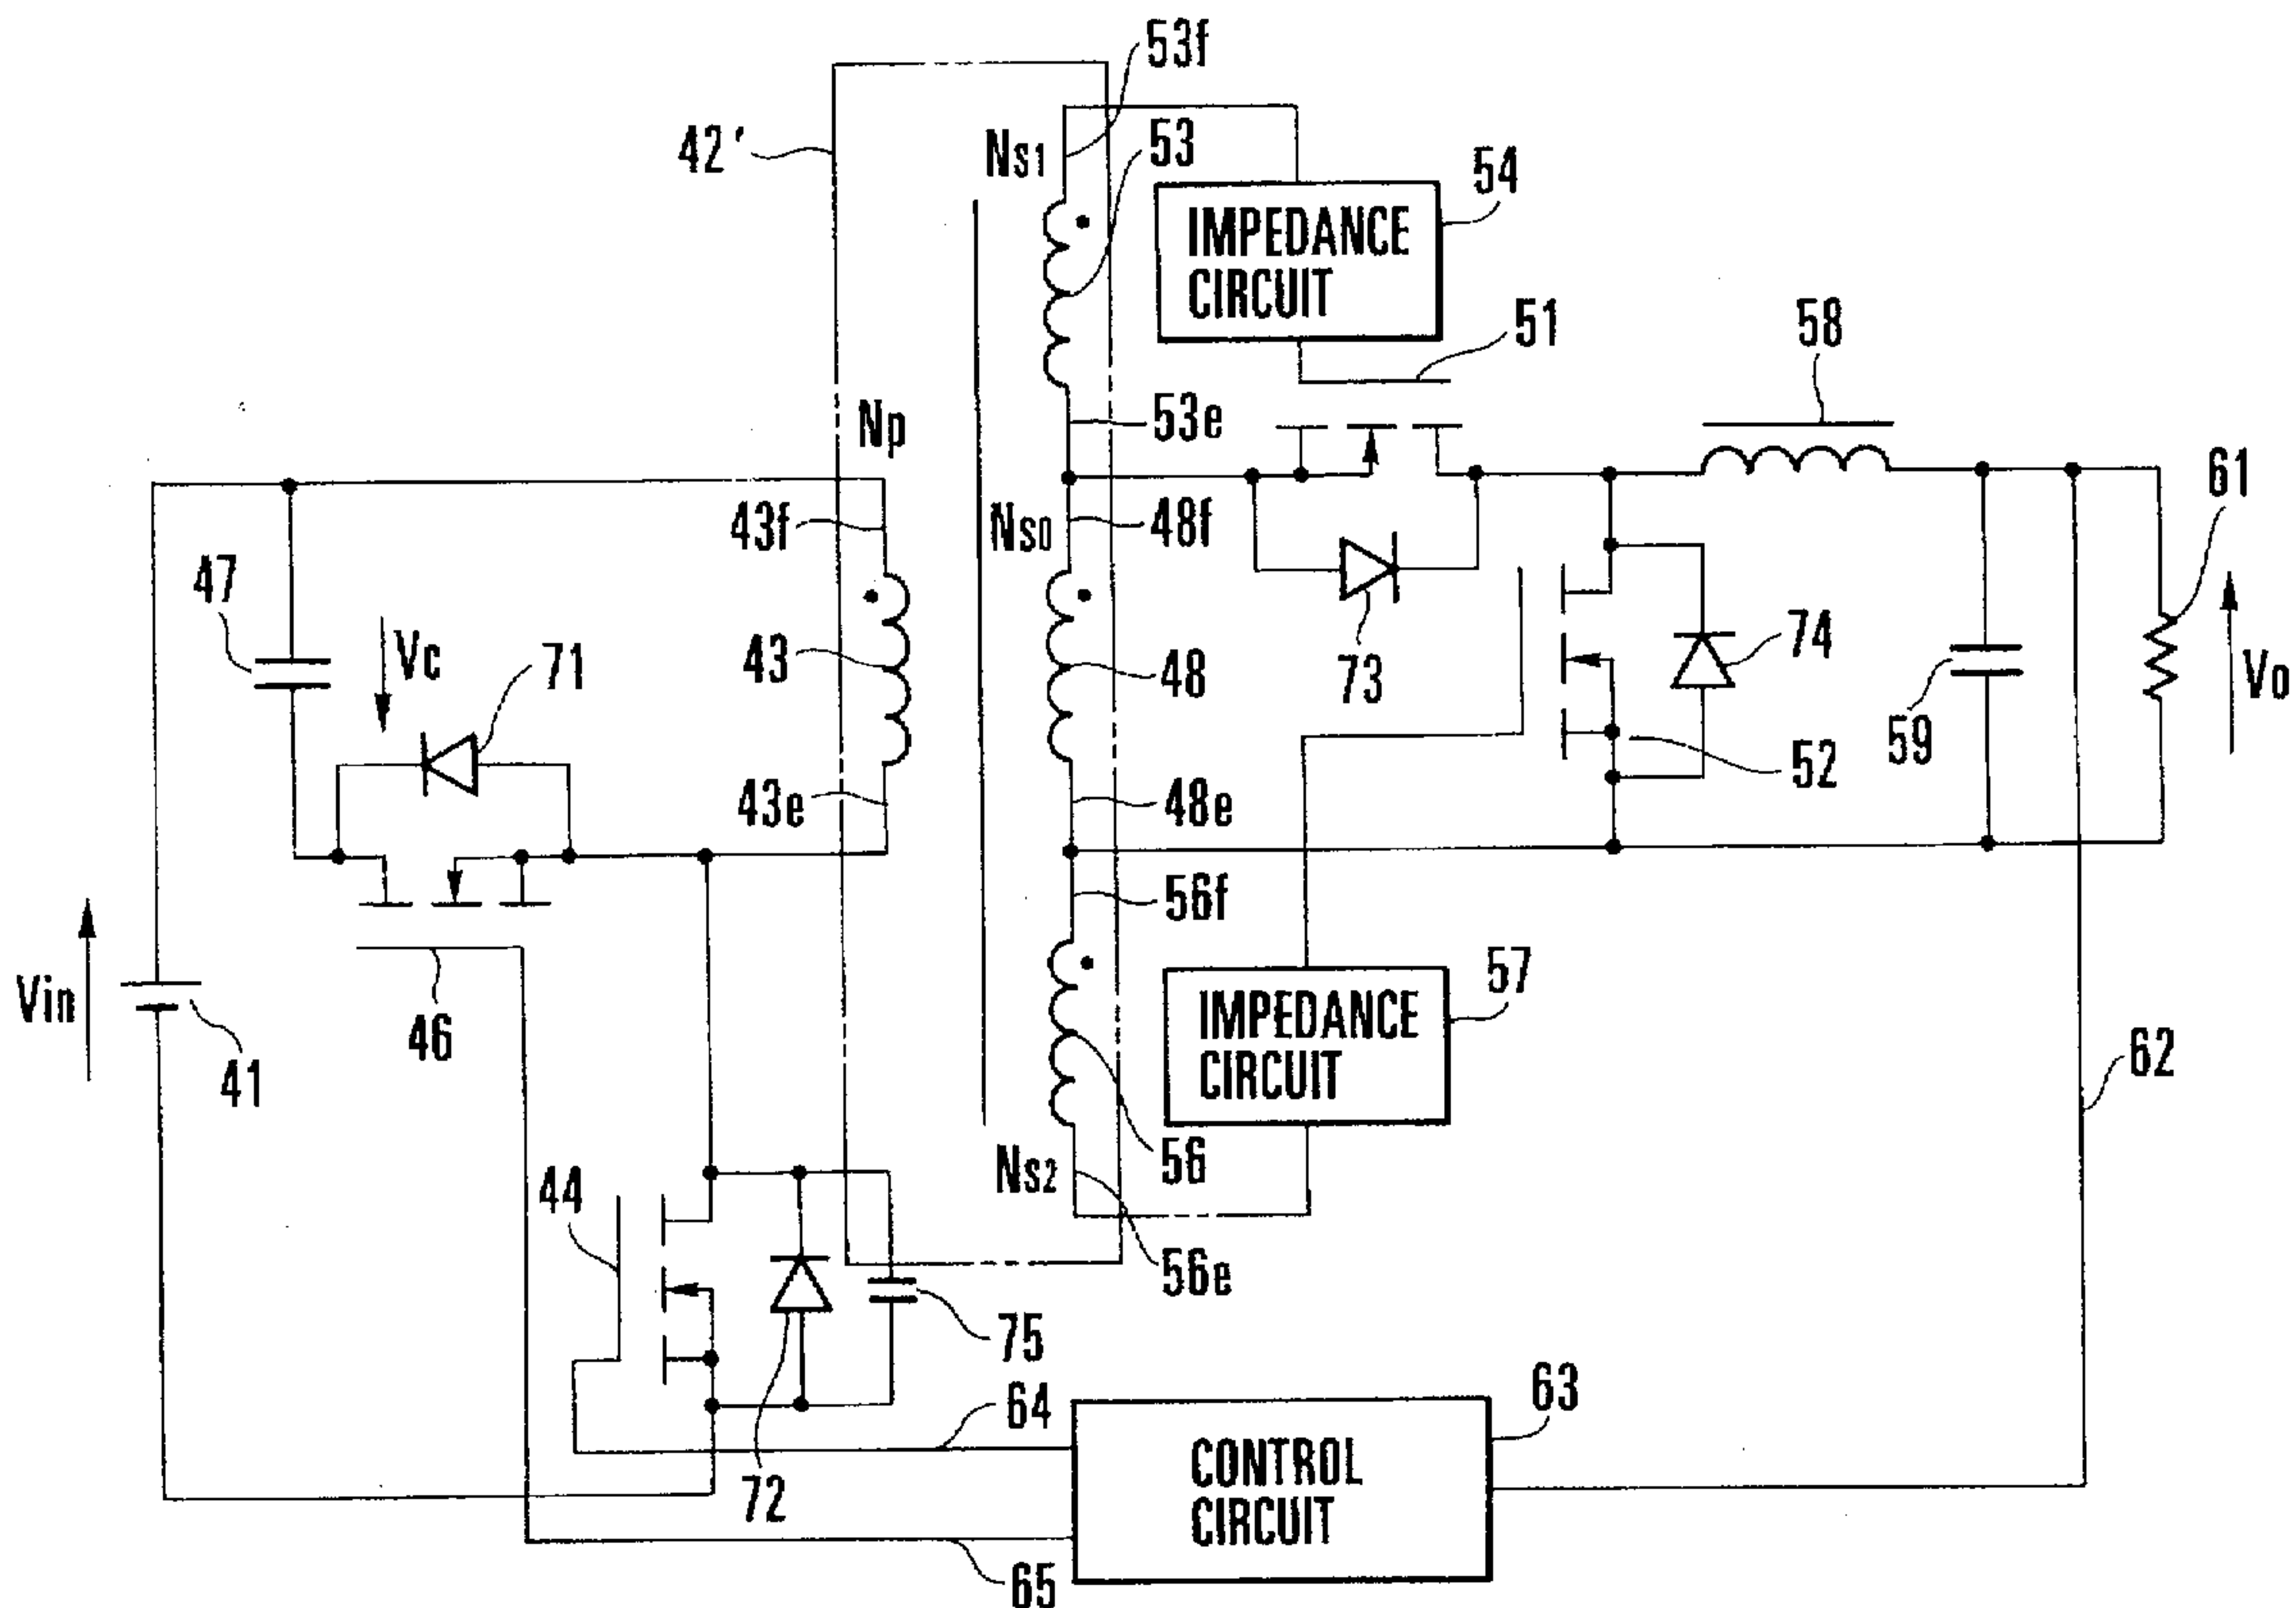 53f
42'
Ns1
53
54
IMPEDANCE
CIRCUIT
51
58
Np
53e
61
43f
Ns0
48f
47
Vc
71
43
48
73
74
Vo
59
43e
48e
52
56f
57
Vin
46
IMPEDANCE
CIRCUIT
41
62
44
Ns2
56
56e
75
64
63
72
CONTROL
CIRCUIT
65